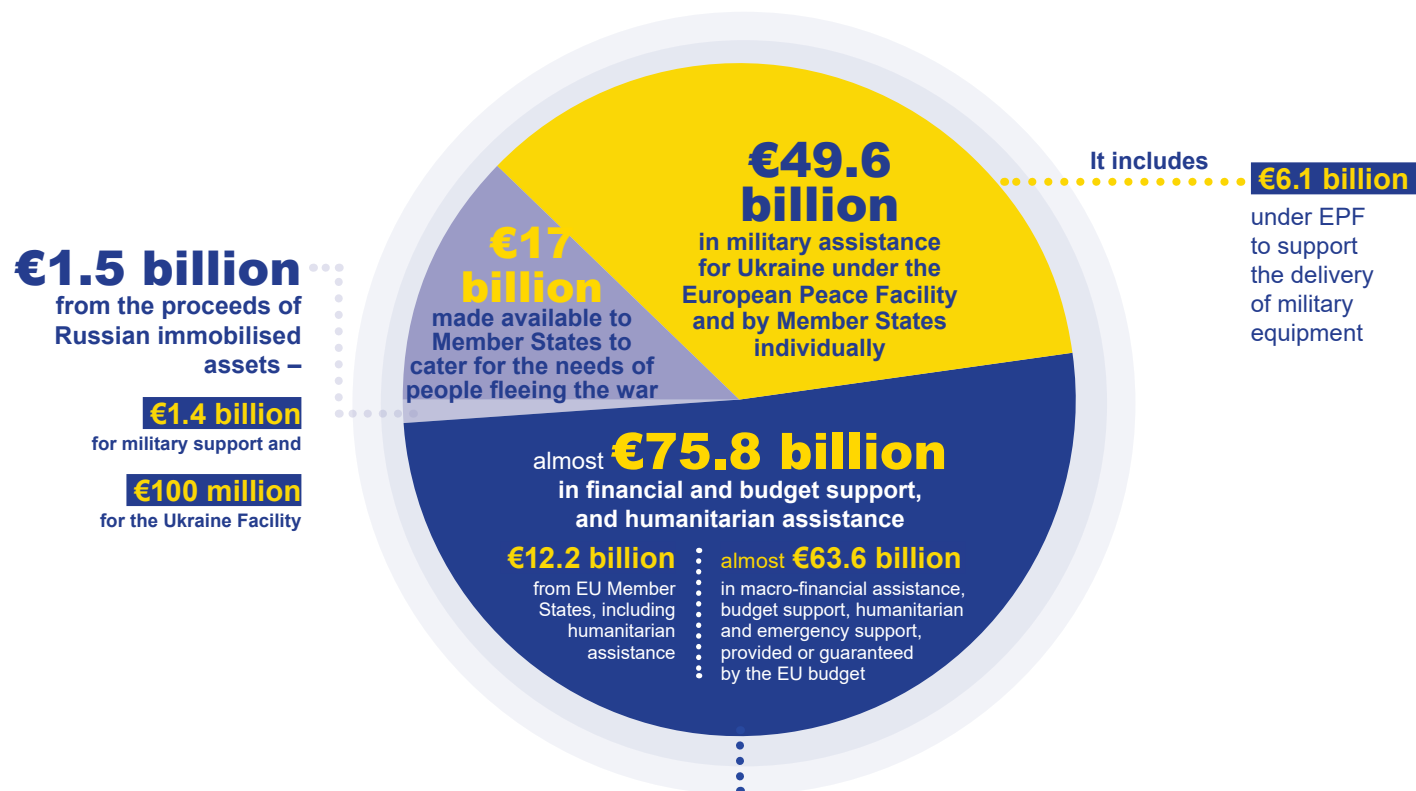 €49.6
billion
in military assistance
for Ukraine under the
European Peace Facility
and by Member States
individually
It includes
€6.1 billion
under EPF
to support
the delivery
of military
equipment
€17
billion
made available to
Member States to
cater for the needs of
people fleeing the war
€1.5 billion
from the proceeds of
Russian immobilised
assets –
€1.4 billion
for military support and
€100 million
for the Ukraine Facility
almost €75.8 billion
in financial and budget support,
and humanitarian assistance
€12.2 billion
from EU Member
States, including
humanitarian
assistance
almost €63.6 billion
in macro-financial assistance,
budget support, humanitarian
and emergency support,
provided or guaranteed
by the EU budget